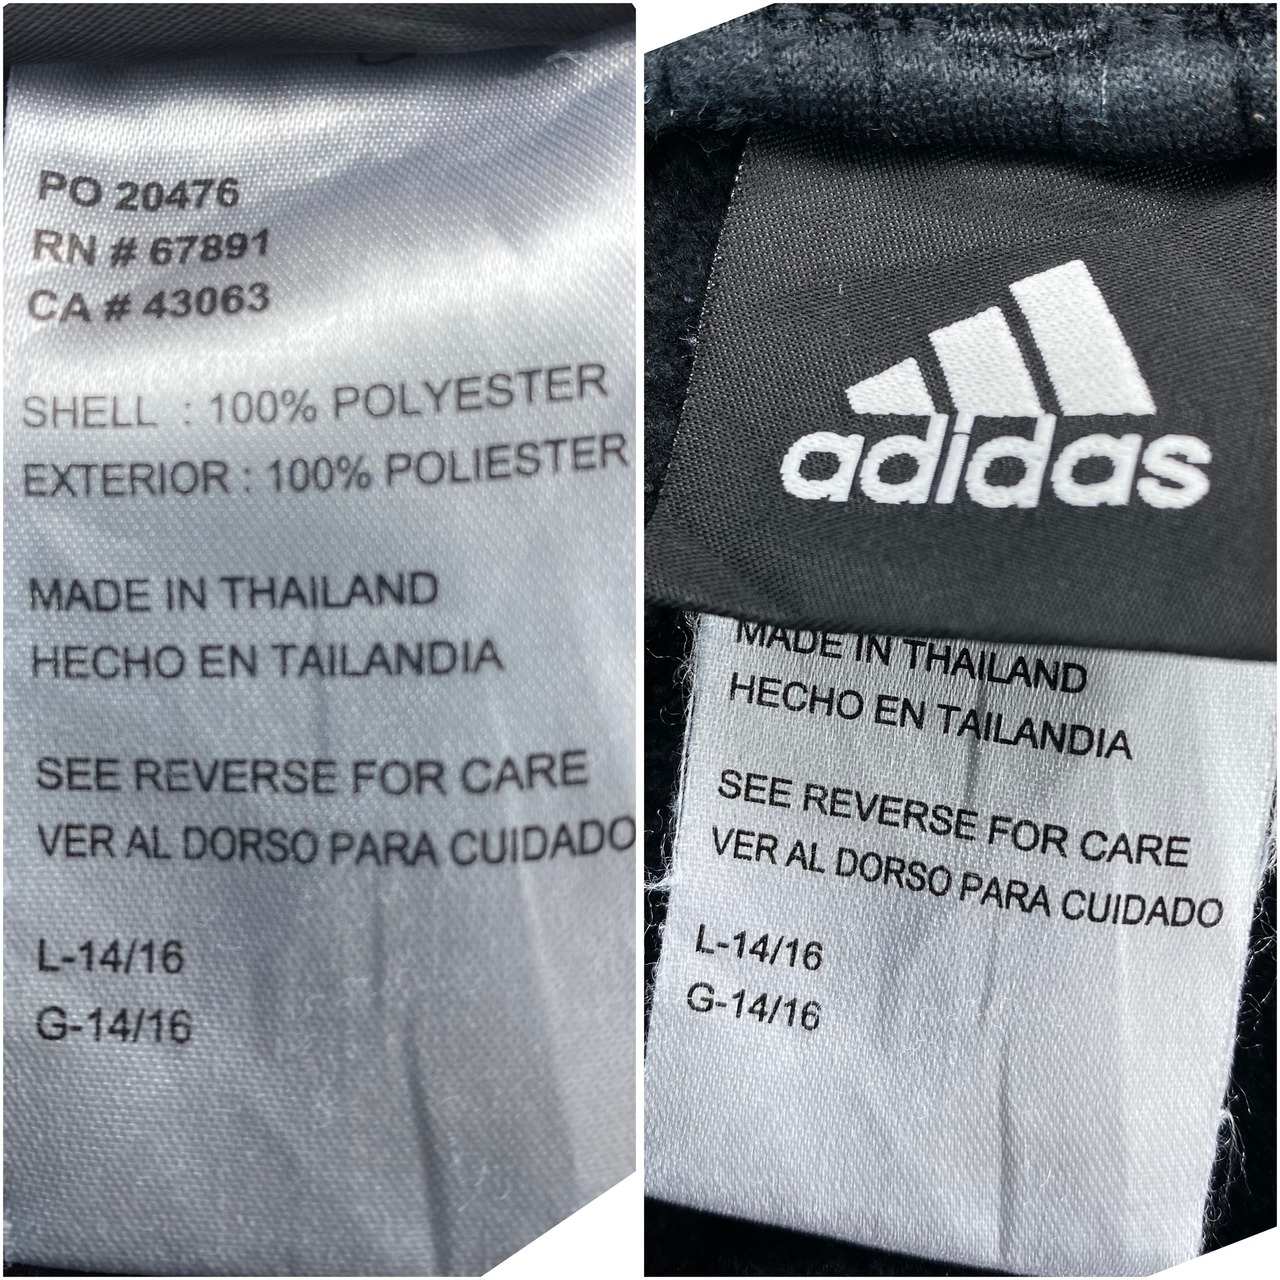 PO 20476
RN # 67891
CA # 43063
SHELL : 100% POLYESTER
EXTERIOR : 100% POLIESTER
MADE IN THAILAND
HECHO EN TAILANDIA
SEE REVERSE FOR CARE
VER AL DORSO PARA CUIDADO
L-14/16
G-14/16
adidas
MADE IN THAILAND
HECHO EN TAILANDIA
SEE REVERSE FOR CARE
VER AL DORSO PARA CUIDADO
L-14/16
G-14/16